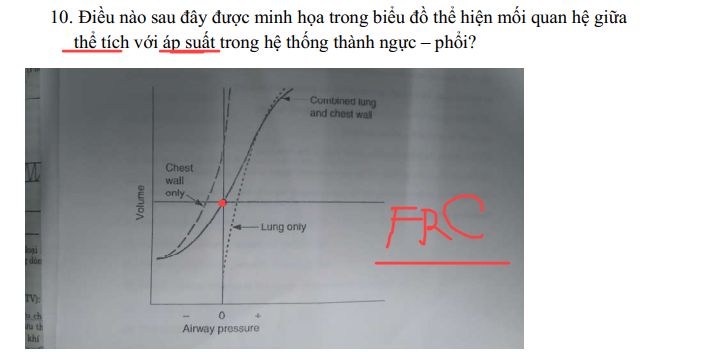 10. Điều nào sau đây được minh họa trong biểu đồ thể hiện mối quan hệ giữa
thể tích với áp suất trong hệ thống thành ngực – phổi?
Combined lung
and chest wall
Chest
wall
only
Volume
Lung only
FRC
- 0 +
Airway pressure
TV):
khí